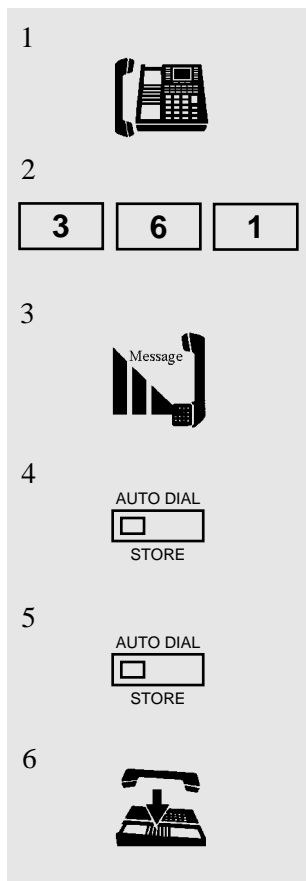 1
2
3 6 1
3
Message
4
AUTO DIAL
STORE
5
AUTO DIAL
STORE
6